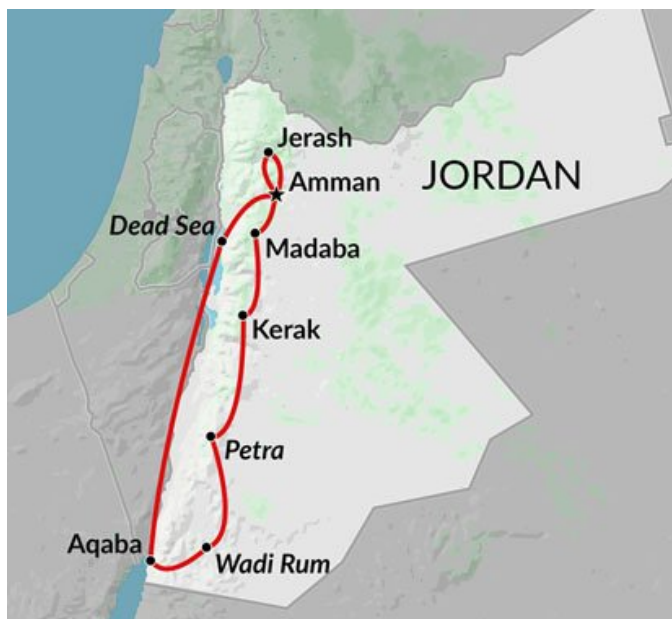 Jerash
Amman
JORDAN
Dead Sea
Madaba
Kerak
Petra
Aqaba
Wadi Rum